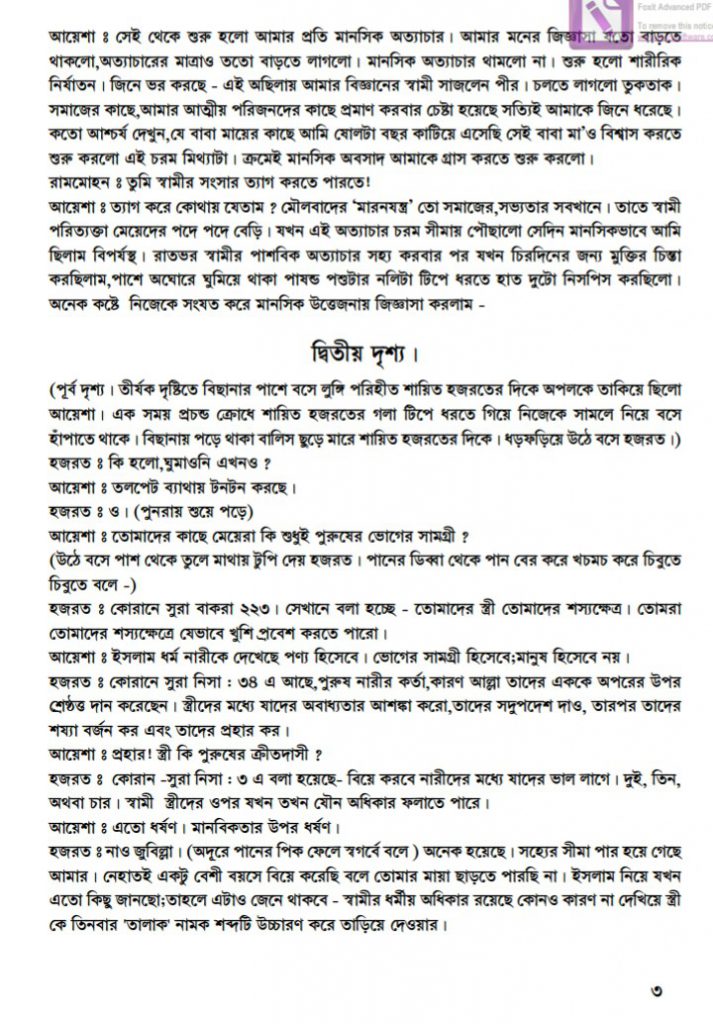 Foxit Advanced PDF
To remove this notice
আয়েশা ঃ সেই থেকে শুরু হলো আমার প্রতি মানসিক অত্যাচার। আমার মনের জিজ্ঞাসা যতো বাড়তে
থাকলো,অত্যাচারের মাত্রাও ততো বাড়তে লাগলো। মানসিক অত্যাচার থামলো না। শুরু হলো শারীরিক
নির্যাতন। জিনে ভর করছে - এই অছিলায় আমার বিজ্ঞানের স্বামী সাজলেন পীর। চলতে লাগলো তুকতাক।
সমাজের কাছে,আমার আত্মীয় পরিজনদের কাছে প্রমাণ করবার চেষ্টা হয়েছে সত্যিই আমাকে জিনে ধরেছে।
কতো আশ্চর্য দেখুন,যে বাবা মায়ের কাছে আমি ষোলটা বছর কাটিয়ে এসেছি সেই বাবা মা'ও বিশ্বাস করতে
শুরু করলো এই চরম মিথ্যাটা। ক্রমেই মানসিক অবসাদ আমাকে গ্রাস করতে শুরু করলো।
রামমোহন ঃ তুমি স্বামীর সংসার ত্যাগ করতে পারতে!
আয়েশা ঃ ত্যাগ করে কোথায় যেতাম ? মৌলবাদের ‘মারনযন্ত্র’ তো সমাজের,সভ্যতার সবখানে। তাতে স্বামী
পরিত্যক্তা মেয়েদের পদে পদে বেড়ি। যখন এই অত্যাচার চরম সীমায় পৌছালো সেদিন মানসিকভাবে আমি
ছিলাম বিপর্যস্থ। রাতভর স্বামীর পাশবিক অত্যাচার সহ্য করবার পর যখন চিরদিনের জন্য মুক্তির চিন্তা
করছিলাম,পাশে অঘোরে ঘুমিয়ে থাকা পাষন্ড পশুটার নলিটা টিপে ধরতে হাত দুটো নিসপিস করছিলো।
অনেক কষ্টে নিজেকে সংযত করে মানসিক উত্তেজনায় জিজ্ঞাসা করলাম -
দ্বিতীয় দৃশ্য।
(পূর্ব দৃশ্য। তীর্যক দৃষ্টিতে বিছানার পাশে বসে লুঙ্গি পরিহীত শায়িত হজরতের দিকে অপলকে তাকিয়ে ছিলো
আয়েশা। এক সময় প্রচন্ড ক্রোধে শায়িত হজরতের গলা টিপে ধরতে গিয়ে নিজেকে সামলে নিয়ে বসে
হাঁপাতে থাকে। বিছানায় পড়ে থাকা বালিস ছুড়ে মারে শায়িত হজরতের দিকে। ধড়ফড়িয়ে উঠে বসে হজরত।)
হজরত ঃ কি হলো,ঘুমাওনি এখনও ?
আয়েশা ঃ তলপেট ব্যাথায় টনটন করছে।
হজরত ঃ ও। (পুনরায় শুয়ে পড়ে)
আয়েশা ঃ তোমাদের কাছে মেয়েরা কি শুধুই পুরুষের ভোগের সামগ্রী ?
(উঠে বসে পাশ থেকে তুলে মাথায় টুপি দেয় হজরত। পানের ডিব্বা থেকে পান বের করে খচমচ করে চিবুতে
চিবুতে বলে -)
হজরত ঃ কোরানে সুরা বাকরা ২২৩। সেখানে বলা হচ্ছে - তোমাদের স্ত্রী তোমাদের শস্যক্ষেত্র। তোমরা
তোমাদের শস্যক্ষেত্রে যেভাবে খুশি প্রবেশ করতে পারো।
আয়েশা ঃ ইসলাম ধর্ম নারীকে দেখেছে পণ্য হিসেবে। ভোগের সামগ্রী হিসেবে;মানুষ হিসেবে নয়।
হজরত ঃ কোরানে সুরা নিসা : ৩৪ এ আছে,পুরুষ নারীর কর্তা,কারণ আল্লা তাদের এককে অপরের উপর
শ্রেষ্ঠত্ত দান করেছেন। স্ত্রীদের মধ্যে যাদের অবাধ্যতার আশঙ্কা করো,তাদের সদুপদেশ দাও, তারপর তাদের
শয্যা বর্জন কর এবং তাদের প্রহার কর।
আয়েশা ঃ প্রহার! স্ত্রী কি পুরুষের ক্রীতদাসী ?
হজরত ঃ কোরান -সুরা নিসা : ৩ এ বলা হয়েছে- বিয়ে করবে নারীদের মধ্যে যাদের ভাল লাগে। দুই, তিন,
অথবা চার। স্বামী স্ত্রীদের ওপর যখন তখন যৌন অধিকার ফলাতে পারে।
আয়েশা ঃ এতো ধর্ষণ। মানবিকতার উপর ধর্ষণ।
হজরত ঃ নাও জুবিল্লা। (অদূরে পানের পিক ফেলে স্বগর্বে বলে ) অনেক হয়েছে। সহ্যের সীমা পার হয়ে গেছে
আমার। নেহাতই একটু বেশী বয়সে বিয়ে করেছি বলে তোমার মায়া ছাড়তে পারছি না। ইসলাম নিয়ে যখন
এতো কিছু জানছো;তাহলে এটাও জেনে থাকবে - স্বামীর ধর্মীয় অধিকার রয়েছে কোনও কারণ না দেখিয়ে স্ত্রী
কে তিনবার 'তালাক' নামক শব্দটি উচ্চারণ করে তাড়িয়ে দেওয়ার।
৩